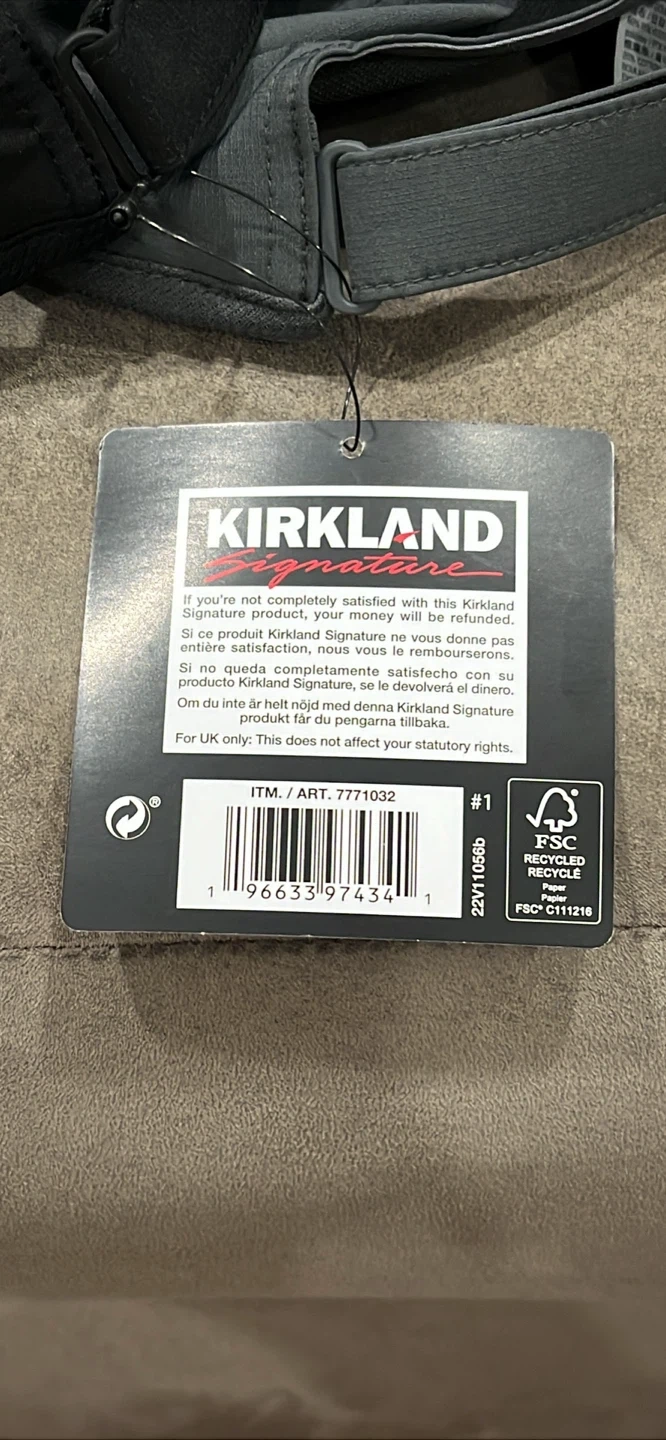 KIRKLAND
Signature
If you're not completely satisfied with this Kirkland
Signature product, your money will be refunded.
Si ce produit Kirkland Signature ne vous donne pas
entière satisfaction, nous vous le rembourserons.
Si no queda completamente satisfecho con su
producto Kirkland Signature, se le devolverá el dinero.
Om du inte är helt nöjd med denna Kirkland Signature
produkt får du pengarna tillbaka.
For UK only: This does not affect your statutory rights.
®
ITM. / ART. 7771032
1 96633 97434 1
#1
22V11056b
FSC
RECYCLED
RECYCLÉ
Paper
Papier
FSC® C111216